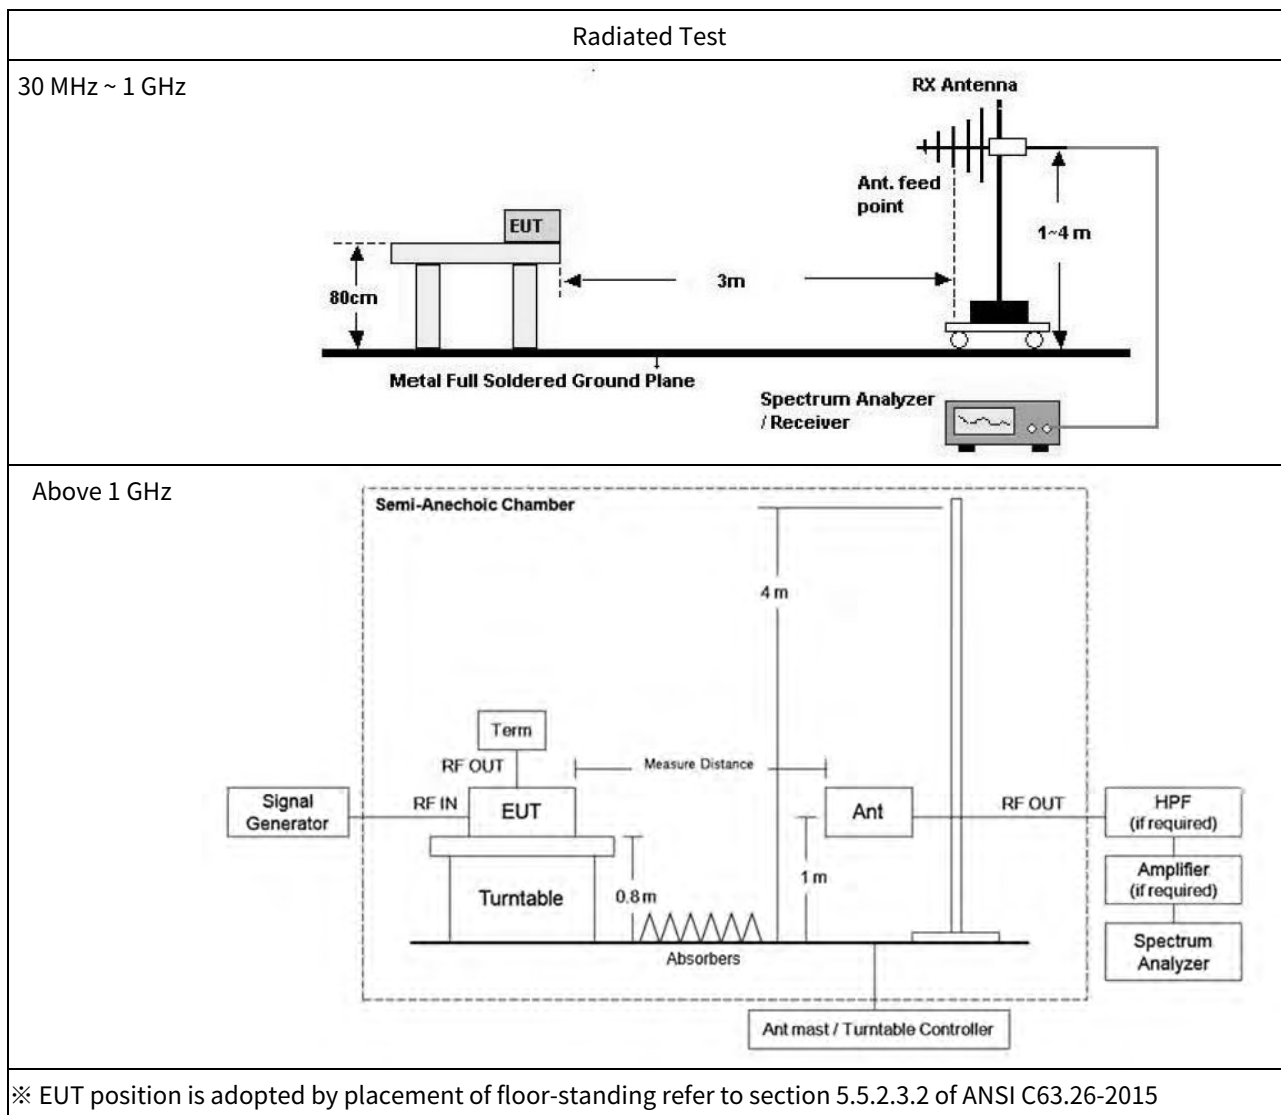 Radiated Test
30 MHz ~ 1 GHz
RX Antenna
Ant. feed
point
EUT
1~4 m
3m
80cm
Metal Full Soldered Ground Plane
Spectrum Analyzer
/ Receiver
Above 1 GHz
Semi-Anechoic Chamber
4 m
Term
RF OUT
Measure Distance
Signal
Generator
RF IN
EUT
Ant
RF OUT
HPF
(if required)
Turntable
0.8 m
1 m
Amplifier
(if required)
Absorbers
Spectrum
Analyzer
Ant mast / Turntable Controller
※ EUT position is adopted by placement of floor-standing refer to section 5.5.2.3.2 of ANSI C63.26-2015